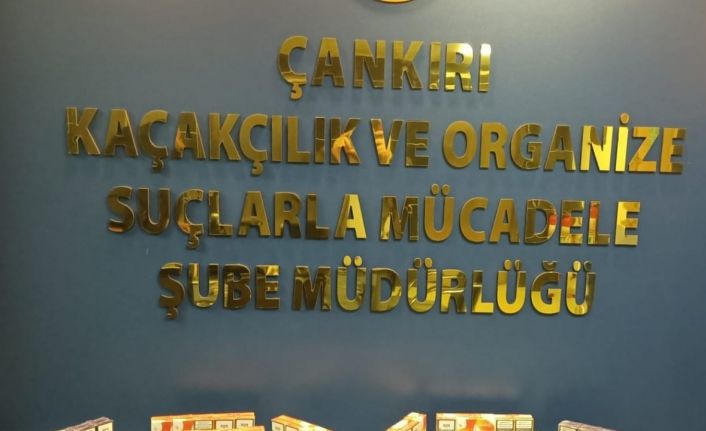 ÇANKIRI
KAÇAKÇILIK VE ORGANİZE
SUÇLARLA MÜCADELE
ŞUBE MÜDÜRLÜĞÜ